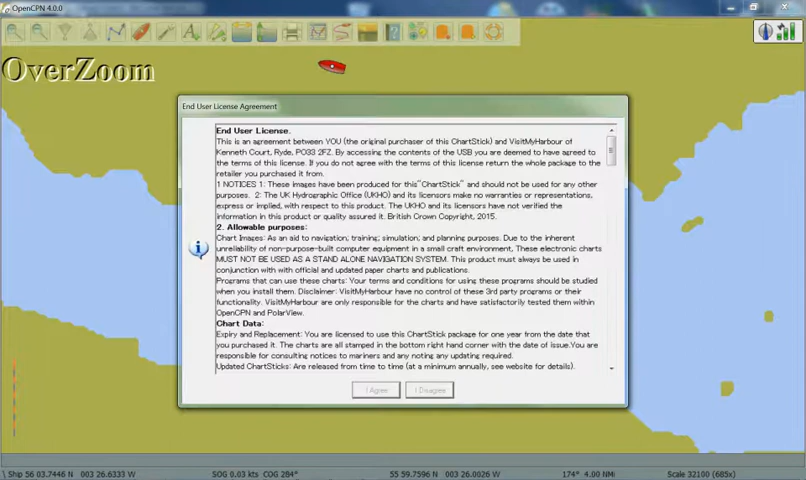 OpenCPN 4.0.0
OverZoom
End User License Agreement
End User License.
This is an agreement between YOU (the original purchaser of this ChartStick) and VisitMyHarbour of
Kenneth Court, Ryde, PO33 2FZ. By accessing the contents of the USB you are deemed to have agreed to
the terms of this license. If you do not agree with the terms of this license return the whole package to the
retailer you purchased it from.
1 NOTICES 1: These images have been produced for this"ChartStick" and should not be used for any other
purposes. 2: The UK Hydrographic Office (UKHO) and its licensors make no warranties or representations,
express or implied, with respect to this product. The UKHO and its licensors have not verified the
information in this product or quality assured it. British Crown Copyright, 2015.
2. Allowable purposes:
Chart Images: As an aid to navigation; training; simulation; and planning purposes. Due to the inherent
unreliability of non-purpose-built computer equipment in a small craft environment, These electronic charts
MUST NOT BE USED AS A STAND ALONE NAVIGATION SYSTEM. This product must always be used in
conjunction with with official and updated paper charts and publications.
Programs that can use these charts: Your terms and conditions for using these programs should be studied
when you install them. Disclaimer: VisitMyHarbour have no control of these 3rd party programs or their
functionality. VisitMyHarbour are only responsible for the charts and have satisfactorily tested them within
OpenCPN and PolarView.
Chart Data:
Expiry and Replacement: You are licensed to use this ChartStick package for one year from the date that
you purchased it. The charts are all stamped in the bottom right hand corner with the date of issue.You are
responsible for consulting notices to mariners and any noting any updating required.
Updated ChartSticks: Are released from time to time (at a minimum annually, see website for details).
I Agree
I Disagree
\ Ship 56 03.7446 N 003 26.6333 W SOG 0.03 kts COG 284° 55 59.7596 N 003 26.0026 W 174° 4.00 NMi Scale 32100 (685x)